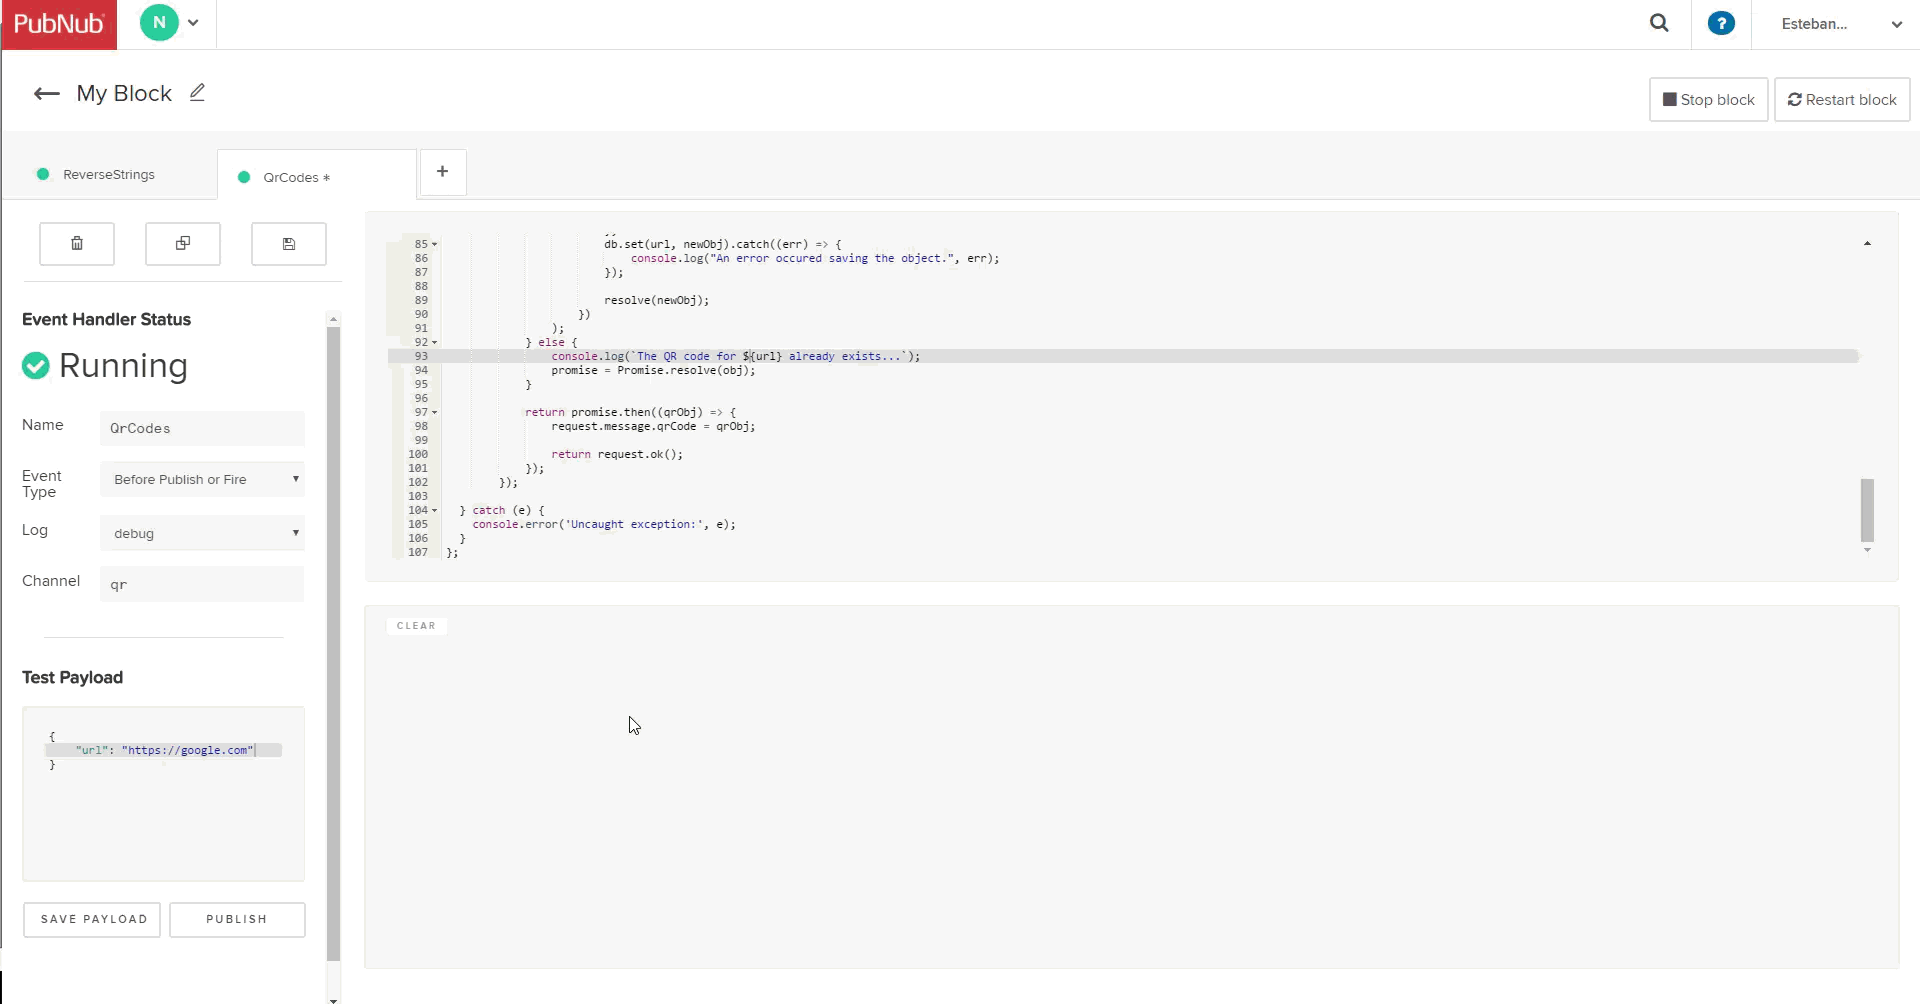 PubNub
N
?
Esteban...
My Block
Stop block
Restart block
ReverseStrings
QrCodes *
+
Event Handler Status
Running
Name
QrCodes
Event
Type
Before Publish or Fire
Log
debug
Channel
qr
Test Payload
{
"url": "https://google.com"
}
SAVE PAYLOAD
PUBLISH
85 db.set(url, newObj).catch((err) => {
86 console.log("An error occured saving the object.", err);
87 });
88
89 resolve(newObj);
90 })
91 );
92 } else {
93 console.log(`The QR code for ${url} already exists...`);
94 promise = Promise.resolve(obj);
95 }
96
97 return promise.then((qrObj) => {
98 request.message.qrCode = qrObj;
99
100 return request.ok();
101 });
102 });
103
104 } catch (e) {
105 console.error('Uncaught exception:', e);
106 }
107 };
CLEAR